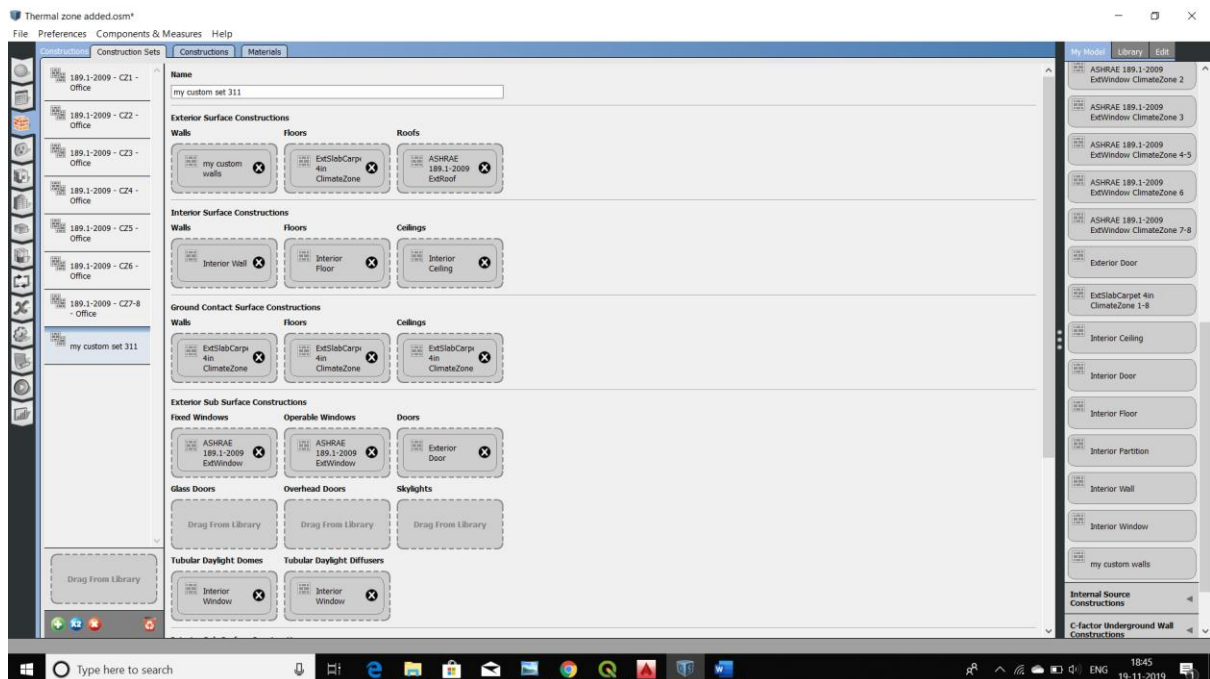 Thermal zone added.osm*
File Preferences Components & Measures Help
Constructions Construction Sets Constructions Materials
My Model Library Edit
189.1-2009 - CZ1 -
Office
189.1-2009 - CZ2 -
Office
189.1-2009 - CZ3 -
Office
189.1-2009 - CZ4 -
Office
189.1-2009 - CZ5 -
Office
189.1-2009 - CZ6 -
Office
189.1-2009 - CZ7-8
- Office
my custom set 311
Drag From Library
x2
Name
my custom set 311
Exterior Surface Constructions
Walls Floors Roofs
my custom
walls
ExtSlabCarpe
4in
ClimateZone
ASHRAE
189.1-2009
ExtRoof
Interior Surface Constructions
Walls Floors Ceilings
Interior Wall
Interior
Floor
Interior
Ceiling
Ground Contact Surface Constructions
Walls Floors Ceilings
ExtSlabCarpe
4in
ClimateZone
ExtSlabCarpe
4in
ClimateZone
ExtSlabCarpe
4in
ClimateZone
Exterior Sub Surface Constructions
Fixed Windows Operable Windows Doors
ASHRAE
189.1-2009
ExtWindow
ASHRAE
189.1-2009
ExtWindow
Exterior
Door
Glass Doors Overhead Doors Skylights
Drag From Library Drag From Library Drag From Library
Tubular Daylight Domes Tubular Daylight Diffusers
Interior
Window
Interior
Window
ASHRAE 189.1-2009
ExtWindow ClimateZone 2
ASHRAE 189.1-2009
ExtWindow ClimateZone 3
ASHRAE 189.1-2009
ExtWindow ClimateZone 4-5
ASHRAE 189.1-2009
ExtWindow ClimateZone 6
ASHRAE 189.1-2009
ExtWindow ClimateZone 7-8
Exterior Door
ExtSlabCarpet 4in
ClimateZone 1-8
Interior Ceiling
Interior Door
Interior Floor
Interior Partition
Interior Wall
Interior Window
my custom walls
Internal Source
Constructions
C-factor Underground Wall
Constructions
Type here to search
ENG
18:45
19-11-2019